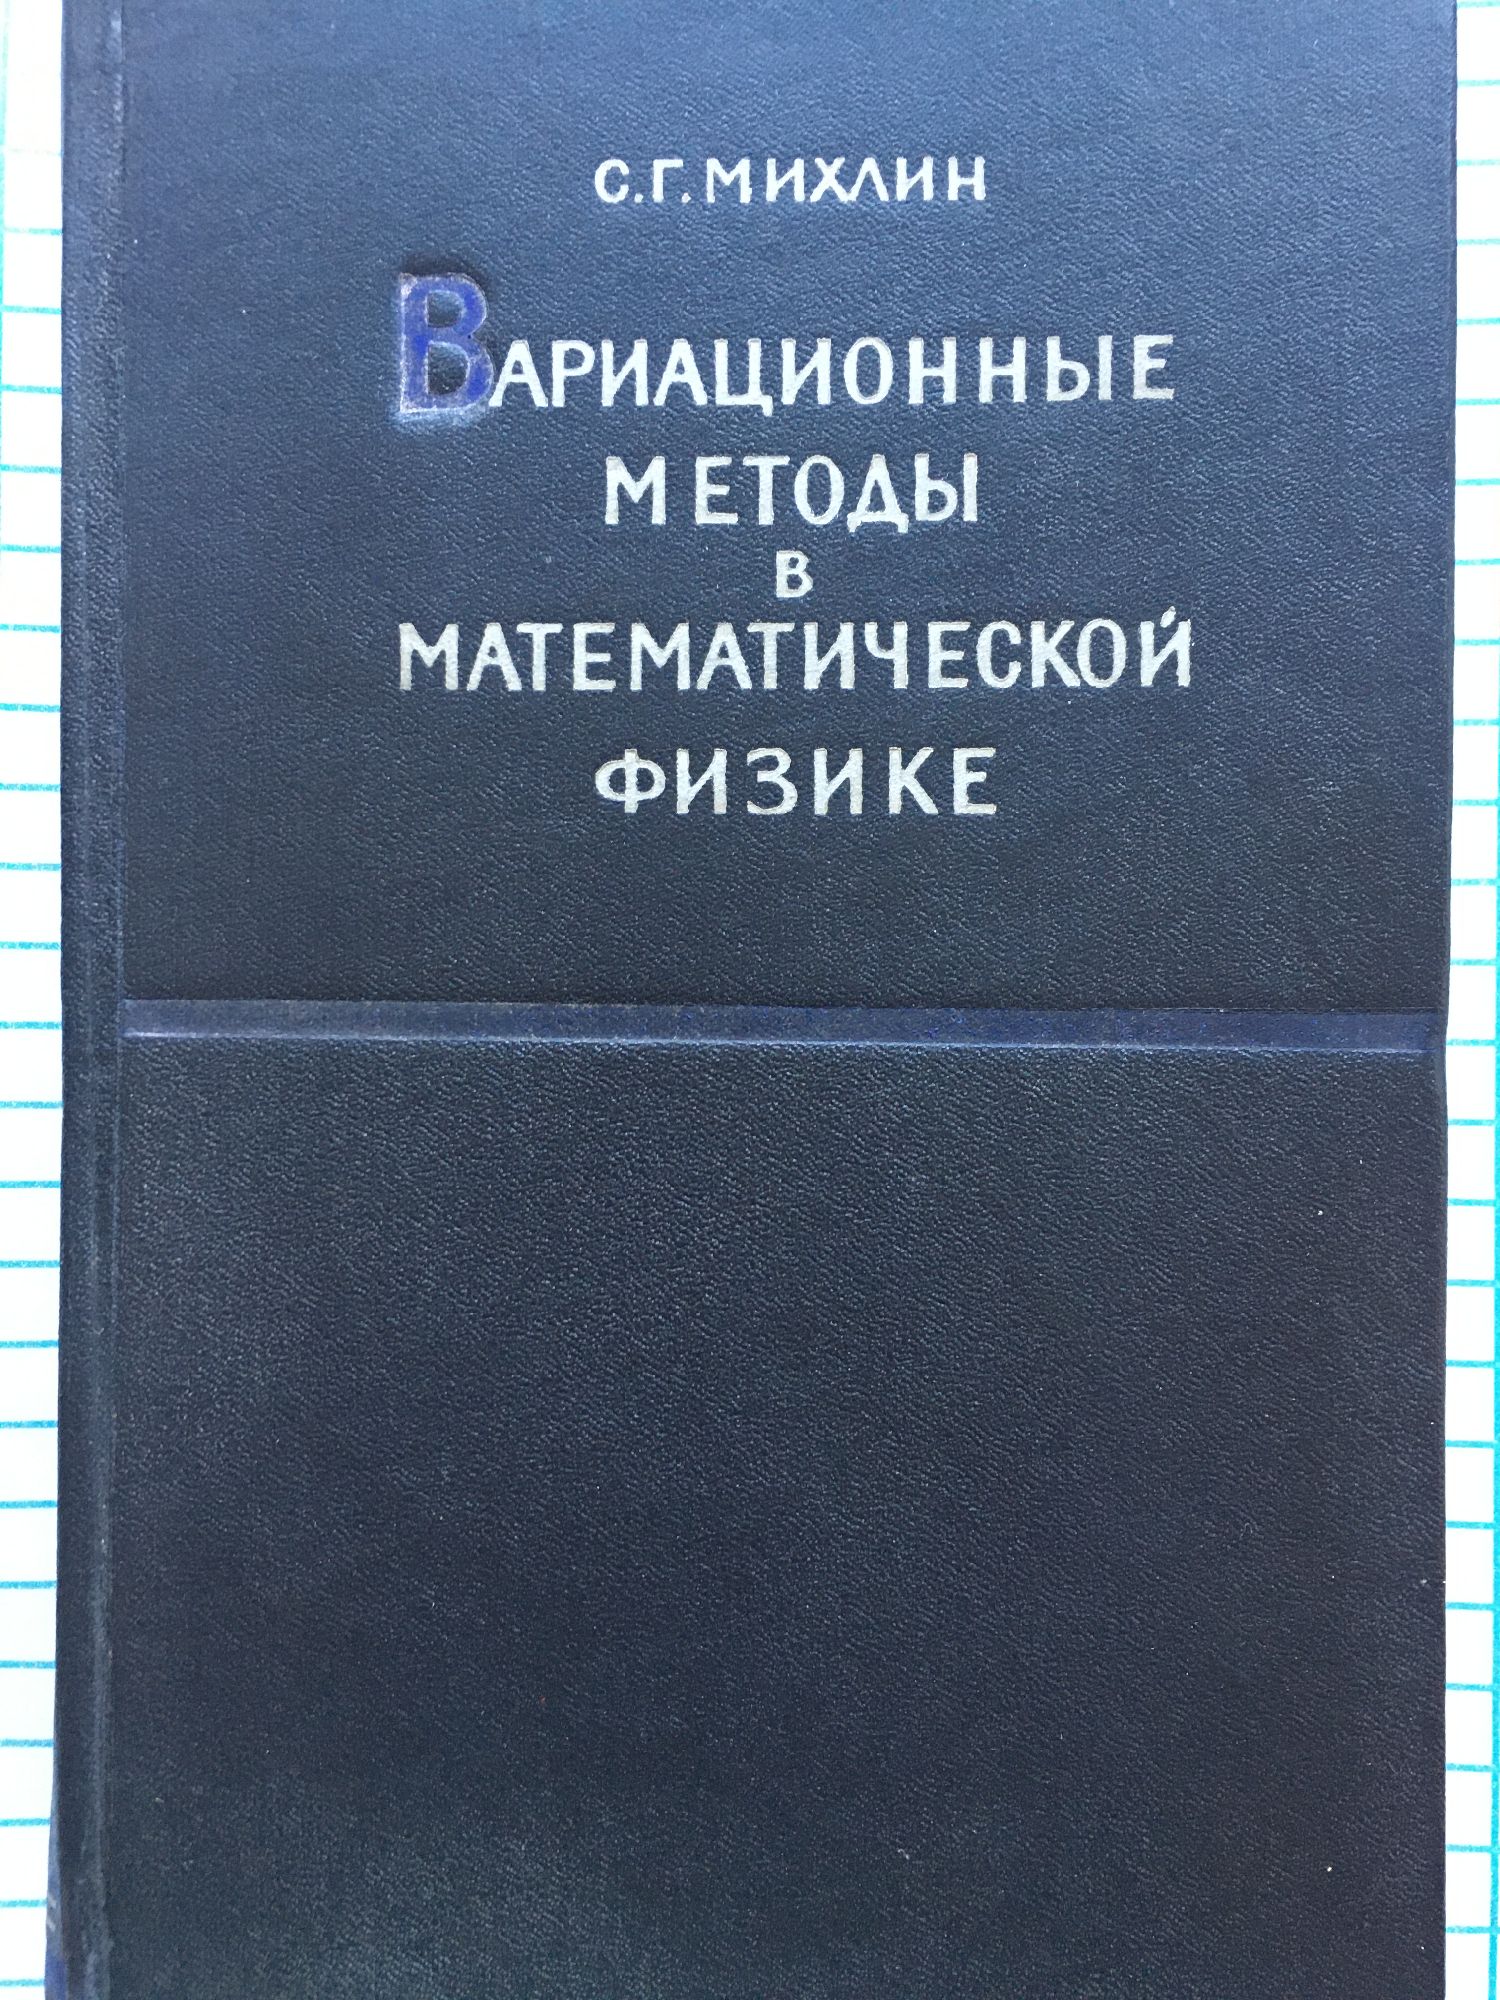 С.Г.МИХЛИН
ВАРИАЦИОННЫЕ
МЕТОДЫ
В
МАТЕМАТИЧЕСКОЙ
ФИЗИКЕ